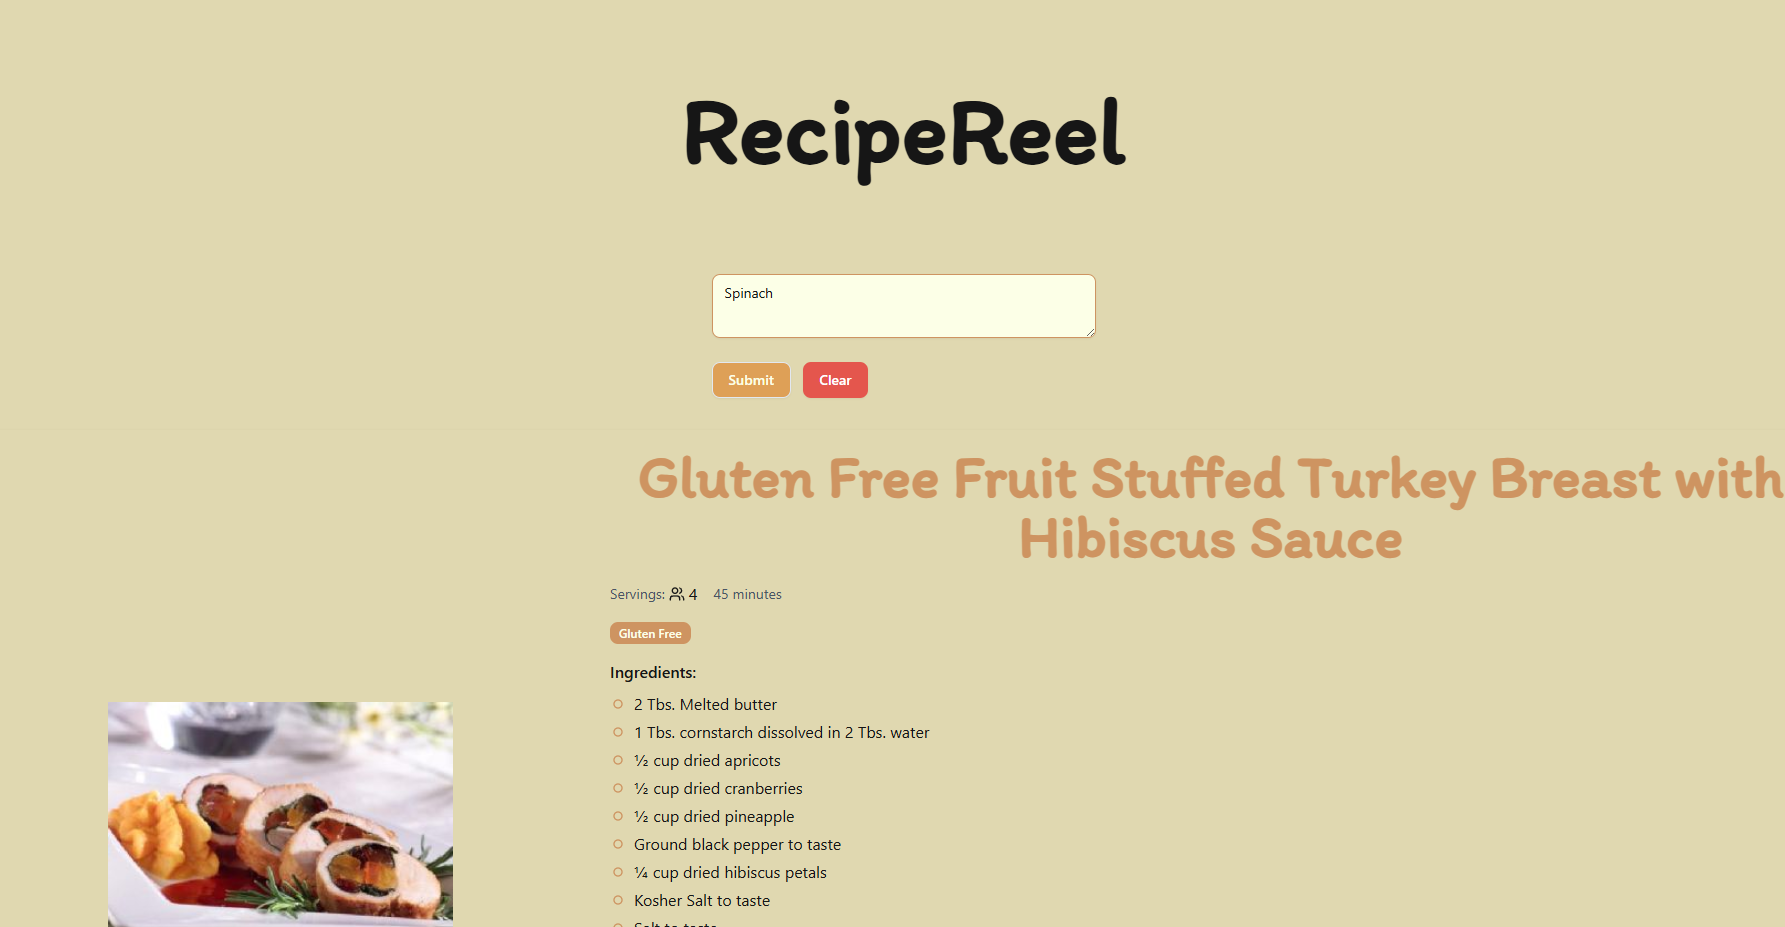 RecipeReel
Spinach
Submit Clear
Gluten Free Fruit Stuffed Turkey Breast with
Hibiscus Sauce
Servings: 4 45 minutes
Gluten Free
Ingredients:
2 Tbs. Melted butter
1 Tbs. cornstarch dissolved in 2 Tbs. water
½ cup dried apricots
½ cup dried cranberries
½ cup dried pineapple
Ground black pepper to taste
¼ cup dried hibiscus petals
Kosher Salt to taste
Salt to taste